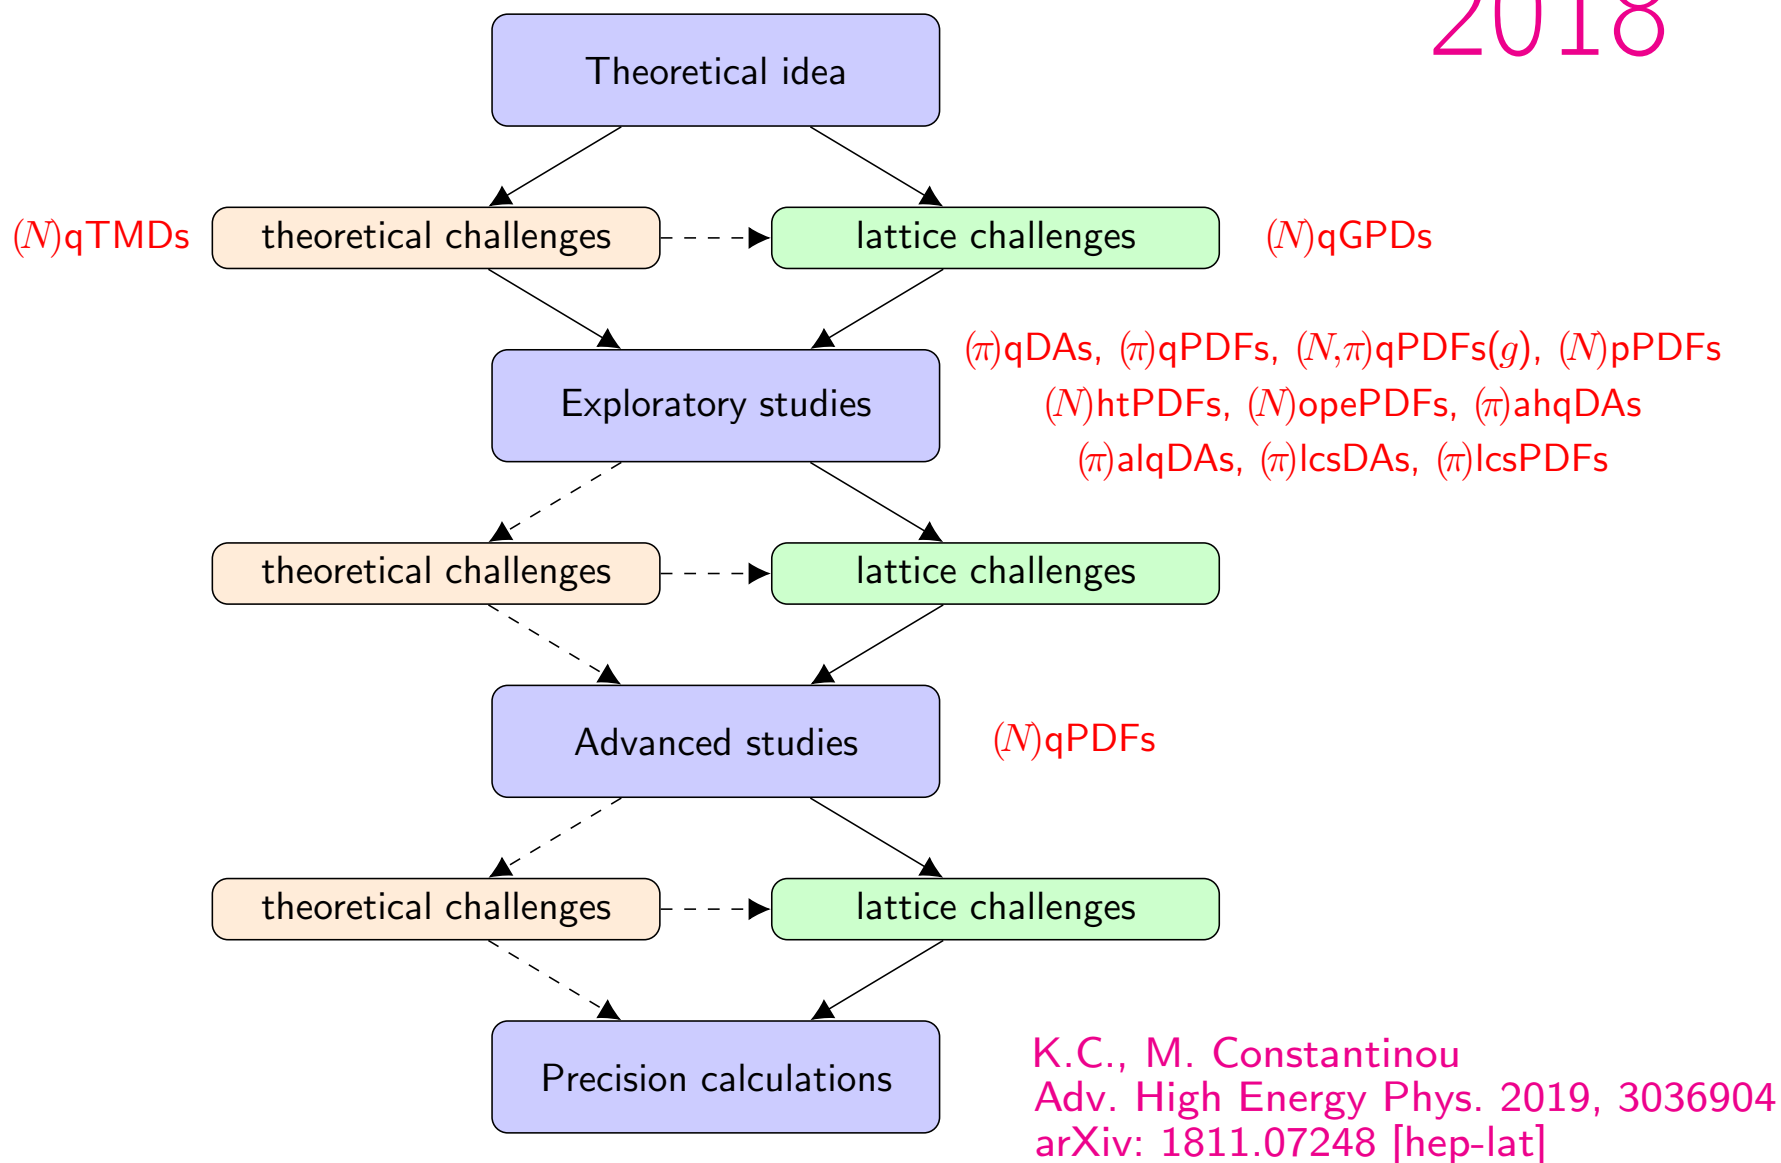 2018
Theoretical idea
(N)qTMDs
theoretical challenges
lattice challenges
(N)qGPDs
Exploratory studies
(π)qDAs, (π)qPDFs, (N,π)qPDFs(g), (N)pPDFs
(N)htPDFs, (N)opePDFs, (π)ahqDAs
(π)alqDAs, (π)lcsDAs, (π)lcsPDFs
theoretical challenges
lattice challenges
Advanced studies
(N)qPDFs
theoretical challenges
lattice challenges
Precision calculations
K.C., M. Constantinou
Adv. High Energy Phys. 2019, 3036904
arXiv: 1811.07248 [hep-lat]